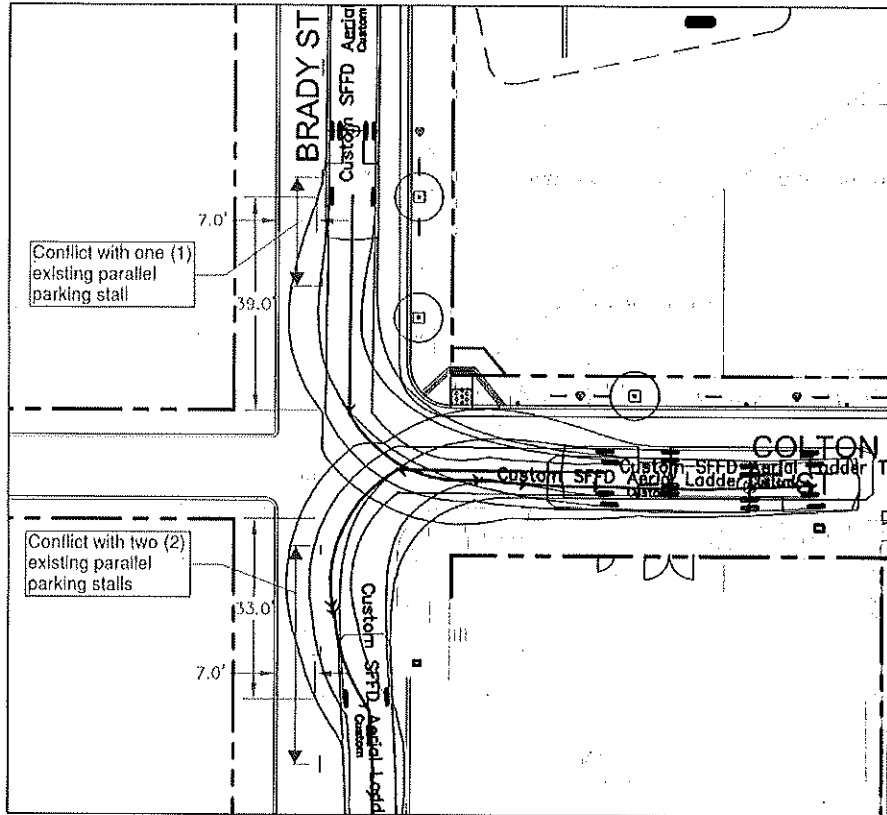 BRADY ST
Custom SFFD Aerial
Custom
7.0'
Conflict with one (1)
existing parallel
parking stall
39.0'
COLTON ST
Custom SFFD Aerial Ladder T
Custom SFFD Aerial Ladder
Custom
Conflict with two (2)
existing parallel
parking stalls
33.0'
7.0'
Custom SFFD Aerial Ladd
Custom